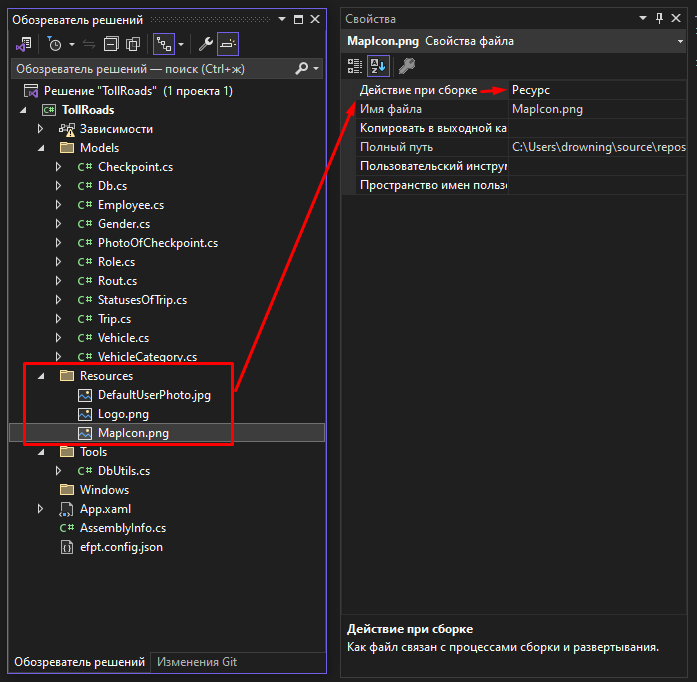 Обозреватель решений
Обозреватель решений — поиск (Ctrl+ж)
Решение "TollRoads" (1 проекта 1)
C# TollRoads
Зависимости
Models
C# Checkpoint.cs
C# Db.cs
C# Employee.cs
C# Gender.cs
C# PhotoOfCheckpoint.cs
C# Role.cs
C# Rout.cs
C# StatusesOfTrip.cs
C# Trip.cs
C# Vehicle.cs
C# VehicleCategory.cs
Resources
DefaultUserPhoto.jpg
Logo.png
MapIcon.png
Tools
C# DbUtils.cs
Windows
App.xaml
C# AssemblyInfo.cs
efpt.config.json
Обозреватель решений Изменения Git
Свойства
MapIcon.png Свойства файла
Действие при сборке Ресурс
Имя файла MapIcon.png
Копировать в выходной ка
Полный путь C:\Users\drowning\source\repos
Пользовательский инструм
Пространство имен пользо
Действие при сборке
Как файл связан с процессами сборки и развертывания.